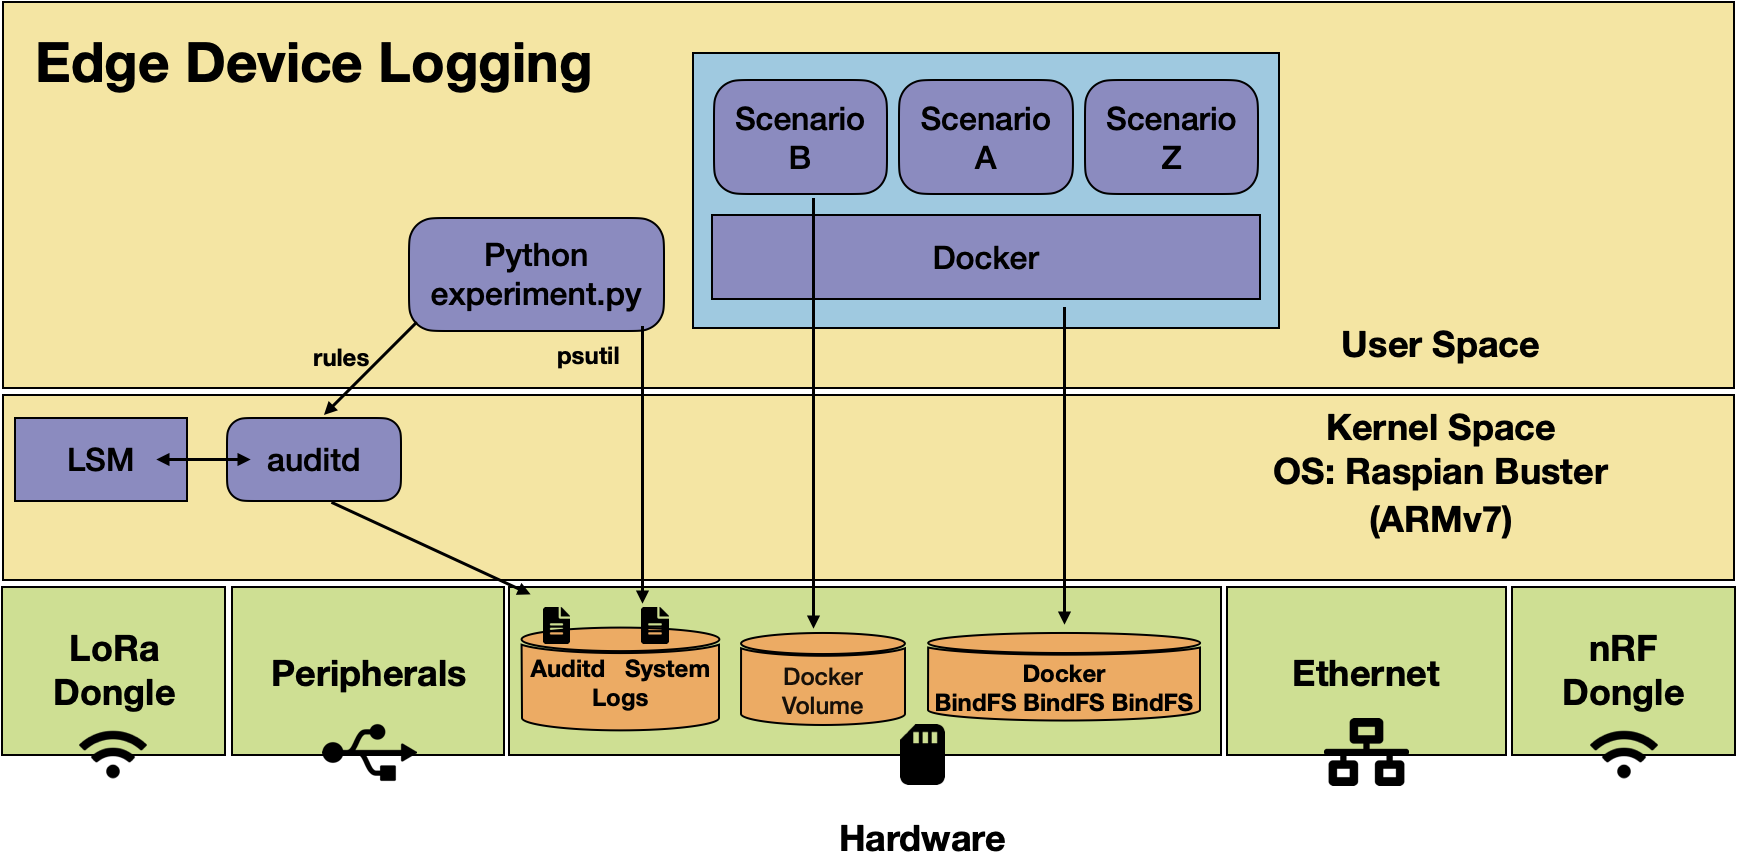 Edge Device Logging
Scenario
B
Scenario
A
Scenario
Z
Docker
Python
experiment.py
rules
psutil
User Space
LSM
auditd
Kernel Space
OS: Raspian Buster
(ARMv7)
LoRa
Dongle
Peripherals
Auditd System
Logs
Docker
Volume
Docker
BindFS BindFS BindFS
Ethernet
nRF
Dongle
Hardware